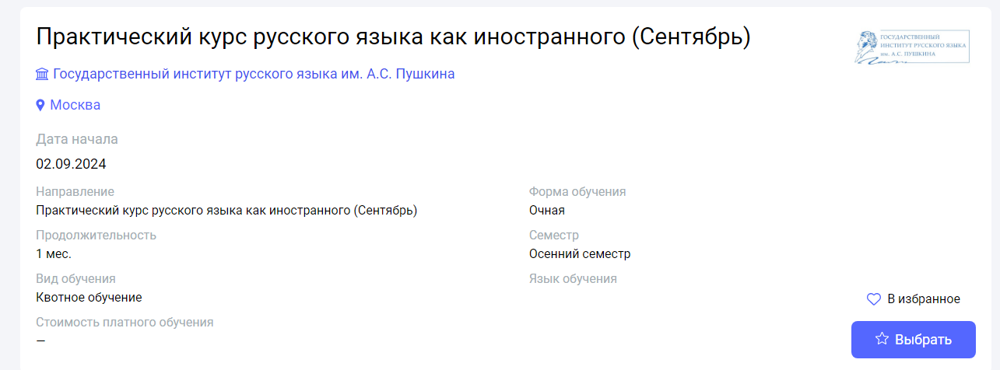 Практический курс русского языка как иностранного (Сентябрь)
ГОСУДАРСТВЕННЫЙ
ИНСТИТУТ РУССКОГО ЯЗЫКА
ИМ. А.С. ПУШКИНА
Государственный институт русского языка им. А.С. Пушкина
Москва
Дата начала
02.09.2024
Направление
Практический курс русского языка как иностранного (Сентябрь)
Форма обучения
Очная
Продолжительность
1 мес.
Семестр
Осенний семестр
Вид обучения
Квотное обучение
Язык обучения
Стоимость платного обучения
—
В избранное
Выбрать